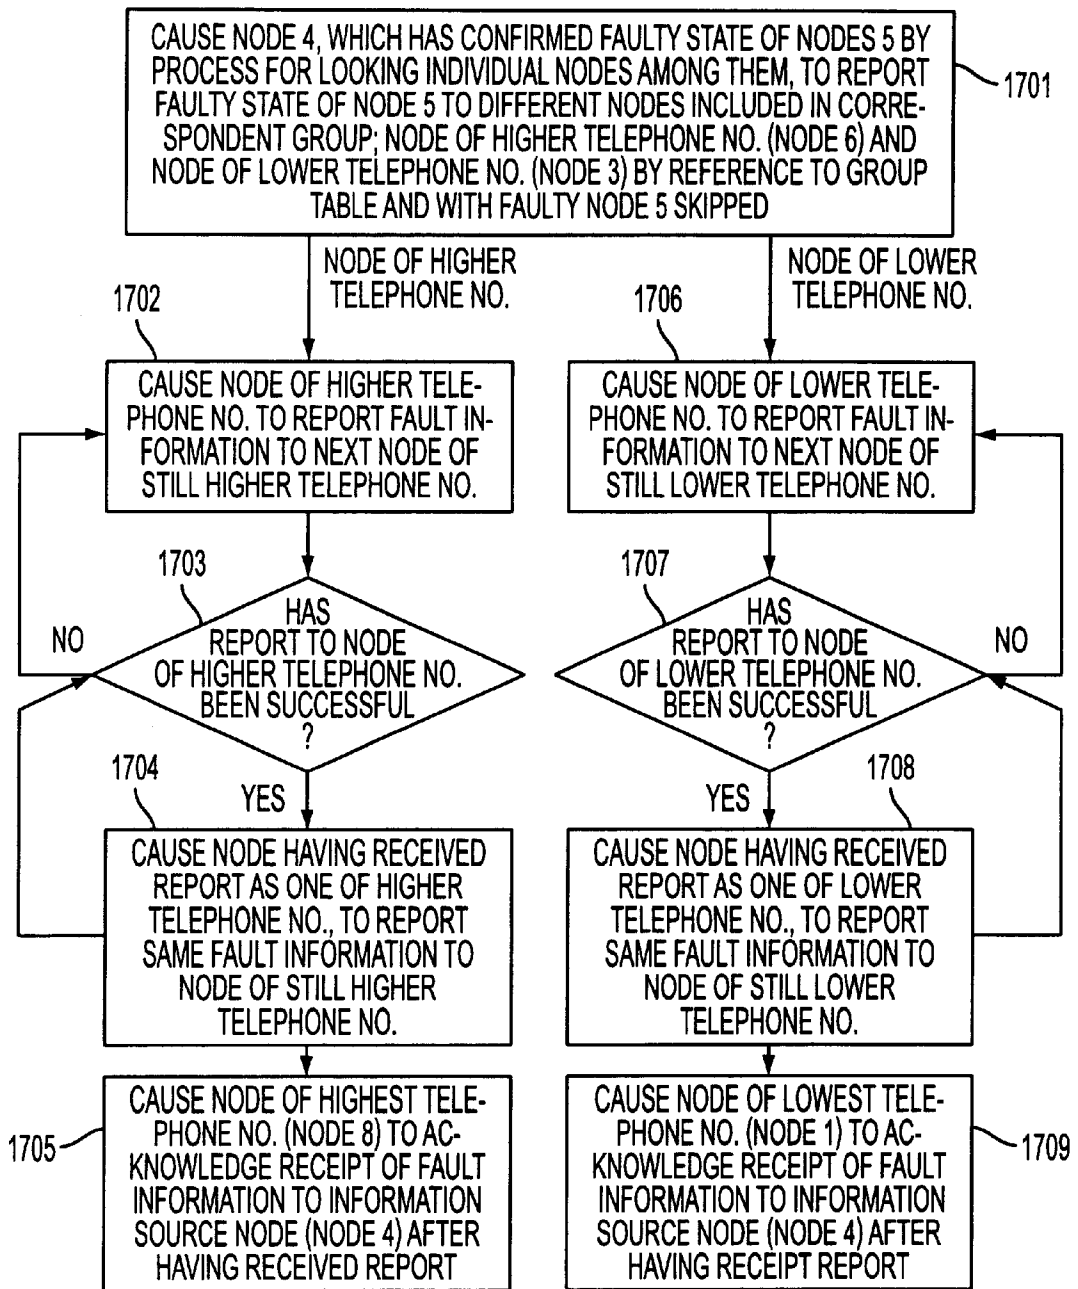 CAUSE NODE 4, WHICH HAS CONFIRMED FAULTY STATE OF NODES 5 BY
PROCESS FOR LOOKING INDIVIDUAL NODES AMONG THEM, TO REPORT
FAULTY STATE OF NODE 5 TO DIFFERENT NODES INCLUDED IN CORRE-
SPONDENT GROUP; NODE OF HIGHER TELEPHONE NO. (NODE 6) AND
NODE OF LOWER TELEPHONE NO. (NODE 3) BY REFERENCE TO GROUP
TABLE AND WITH FAULTY NODE 5 SKIPPED
1701
NODE OF HIGHER
TELEPHONE NO.
NODE OF LOWER
TELEPHONE NO.
1702
CAUSE NODE OF HIGHER TELE-
PHONE NO. TO REPORT FAULT IN-
FORMATION TO NEXT NODE OF
STILL HIGHER TELEPHONE NO.
1706
CAUSE NODE OF LOWER TELE-
PHONE NO. TO REPORT FAULT IN-
FORMATION TO NEXT NODE OF
STILL LOWER TELEPHONE NO.
1703
HAS
REPORT TO NODE
OF HIGHER TELEPHONE NO.
BEEN SUCCESSFUL
?
NO
YES
1707
HAS
REPORT TO NODE
OF LOWER TELEPHONE NO.
BEEN SUCCESSFUL
?
NO
YES
1704
CAUSE NODE HAVING RECEIVED
REPORT AS ONE OF HIGHER
TELEPHONE NO., TO REPORT
SAME FAULT INFORMATION TO
NODE OF STILL HIGHER
TELEPHONE NO.
1708
CAUSE NODE HAVING RECEIVED
REPORT AS ONE OF LOWER
TELEPHONE NO., TO REPORT
SAME FAULT INFORMATION TO
NODE OF STILL LOWER
TELEPHONE NO.
1705
CAUSE NODE OF HIGHEST TELE-
PHONE NO. (NODE 8) TO AC-
KNOWLEDGE RECEIPT OF FAULT
INFORMATION TO INFORMATION
SOURCE NODE (NODE 4) AFTER
HAVING RECEIVED REPORT
CAUSE NODE OF LOWEST TELE-
PHONE NO. (NODE 1) TO AC-
KNOWLEDGE RECEIPT OF FAULT
INFORMATION TO INFORMATION
SOURCE NODE (NODE 4) AFTER
HAVING RECEIPT REPORT
1709